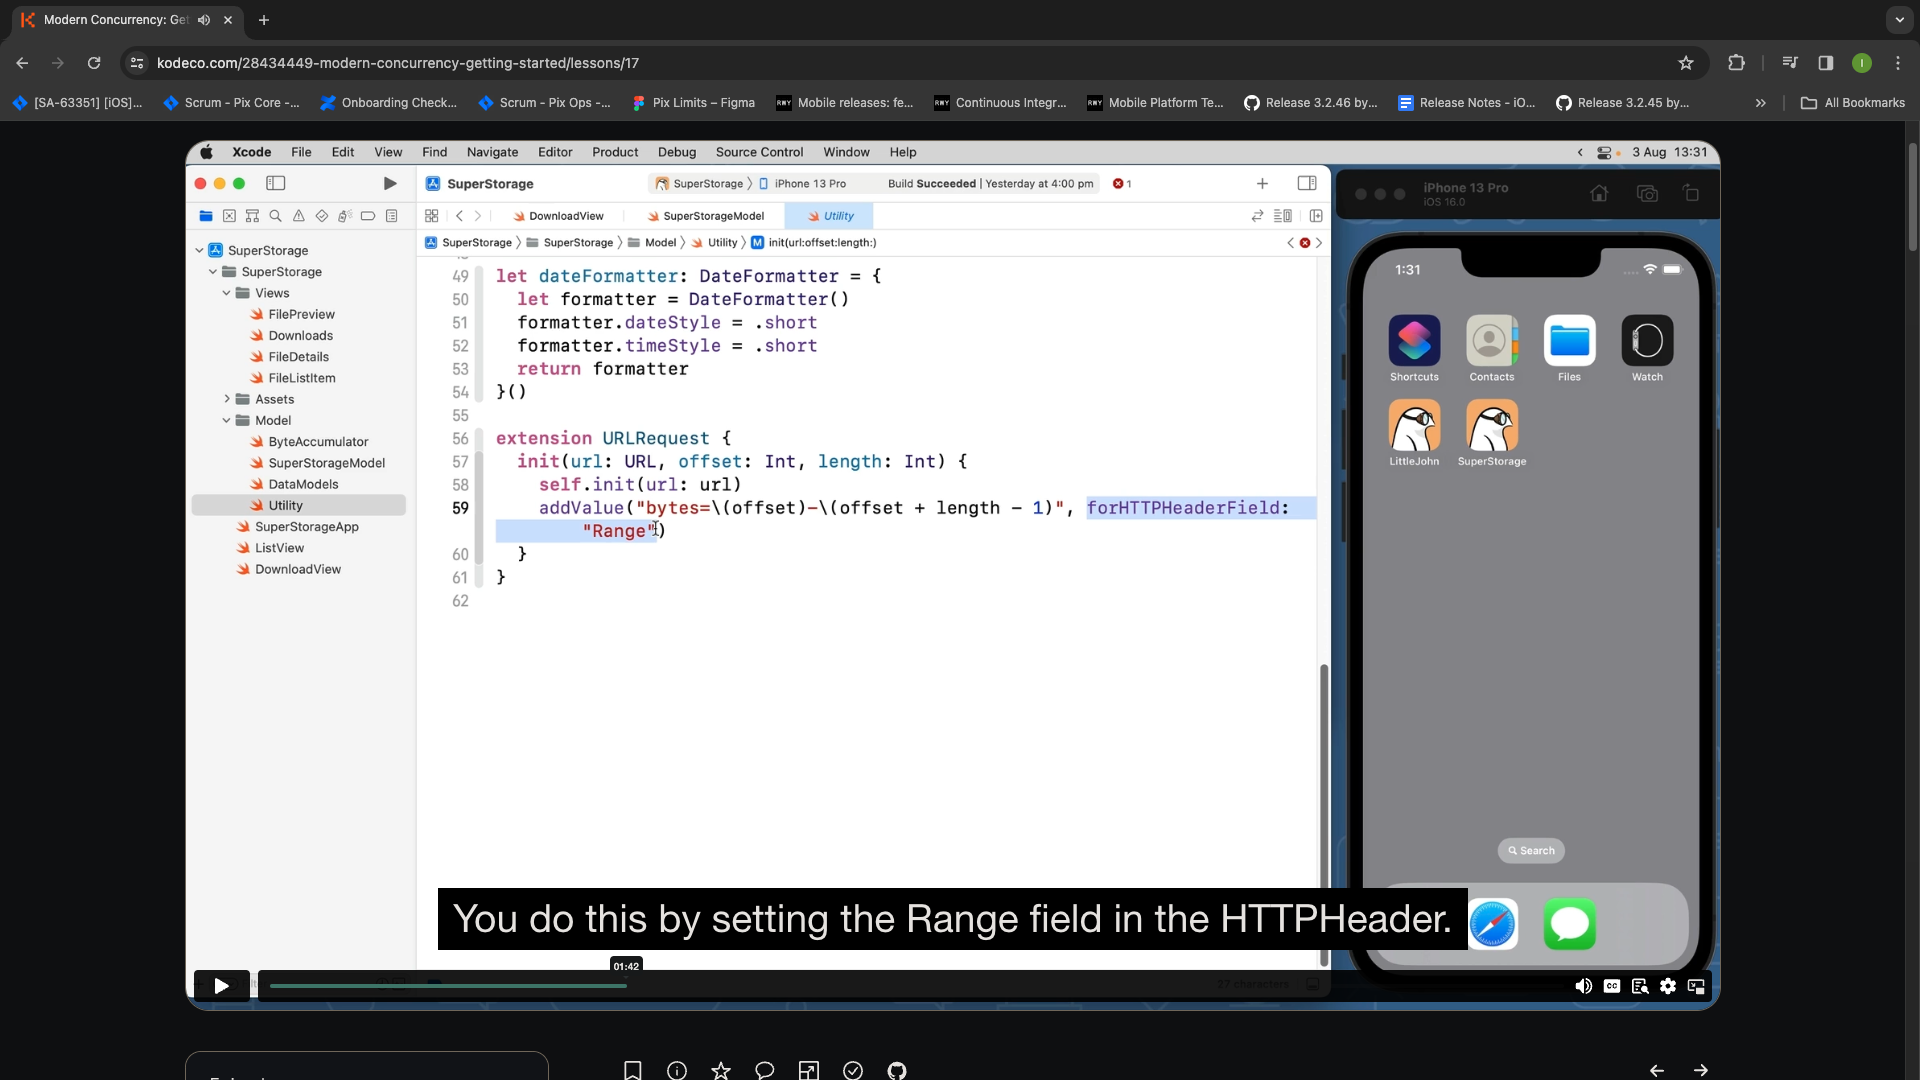 Modern Concurrency: Get
kodeco.com/28434449-modern-concurrency-getting-started/lessons/17
[SA-63351] [iOS]...
Scrum - Pix Core -...
Onboarding Check...
Scrum - Pix Ops -...
Pix Limits – Figma
RWY Mobile releases: fe...
RWY Continuous Integr...
RWY Mobile Platform Te...
Release 3.2.46 by...
Release Notes - iO...
Release 3.2.45 by...
All Bookmarks
Xcode File Edit View Find Navigate Editor Product Debug Source Control Window Help
3 Aug 13:31
SuperStorage
SuperStorage 〉 iPhone 13 Pro
Build Succeeded | Yesterday at 4:00 pm
1
iPhone 13 Pro
iOS 16.0
DownloadView
SuperStorageModel
Utility
SuperStorage 〉 SuperStorage 〉 Model 〉 Utility 〉 M init(url:offset:length:)
SuperStorage
SuperStorage
Views
FilePreview
Downloads
FileDetails
FileListItem
Assets
Model
ByteAccumulator
SuperStorageModel
DataModels
Utility
SuperStorageApp
ListView
DownloadView
49 let dateFormatter: DateFormatter = {
50 let formatter = DateFormatter()
51 formatter.dateStyle = .short
52 formatter.timeStyle = .short
53 return formatter
54 }()
55
56 extension URLRequest {
57 init(url: URL, offset: Int, length: Int) {
58 self.init(url: url)
59 addValue("bytes=\(offset)-\(offset + length - 1)", forHTTPHeaderField:
"Range")
60 }
61 }
62
1:31
Shortcuts
Contacts
Files
Watch
LittleJohn
SuperStorage
Search
You do this by setting the Range field in the HTTPHeader.
01:42
27 characters
CC